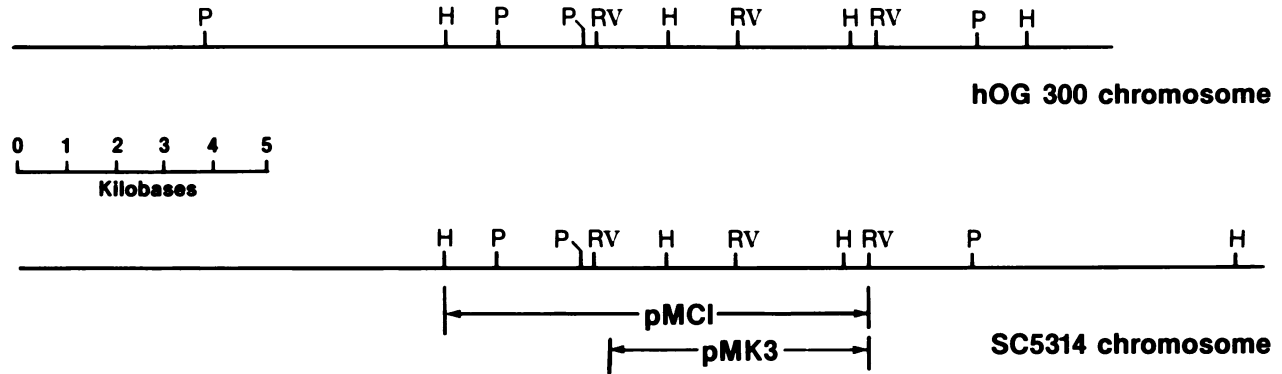 P H P P RV H RV H RV P H
hOG 300 chromosome
0 1 2 3 4 5
Kilobases
H P P RV H RV H RV P H
pMCI
pMK3
SC5314 chromosome